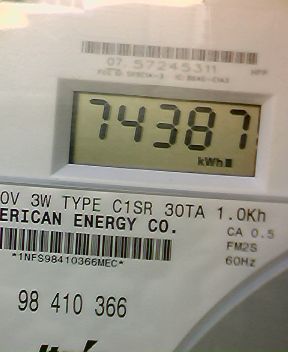 07 57245311
74387
kWh
0V 3W TYPE C1SR 30TA 1.0Kh
ERICAN ENERGY CO.
CA 0.5
FM2S
60Hz
*1NFS98410366MEC*
98 410 366